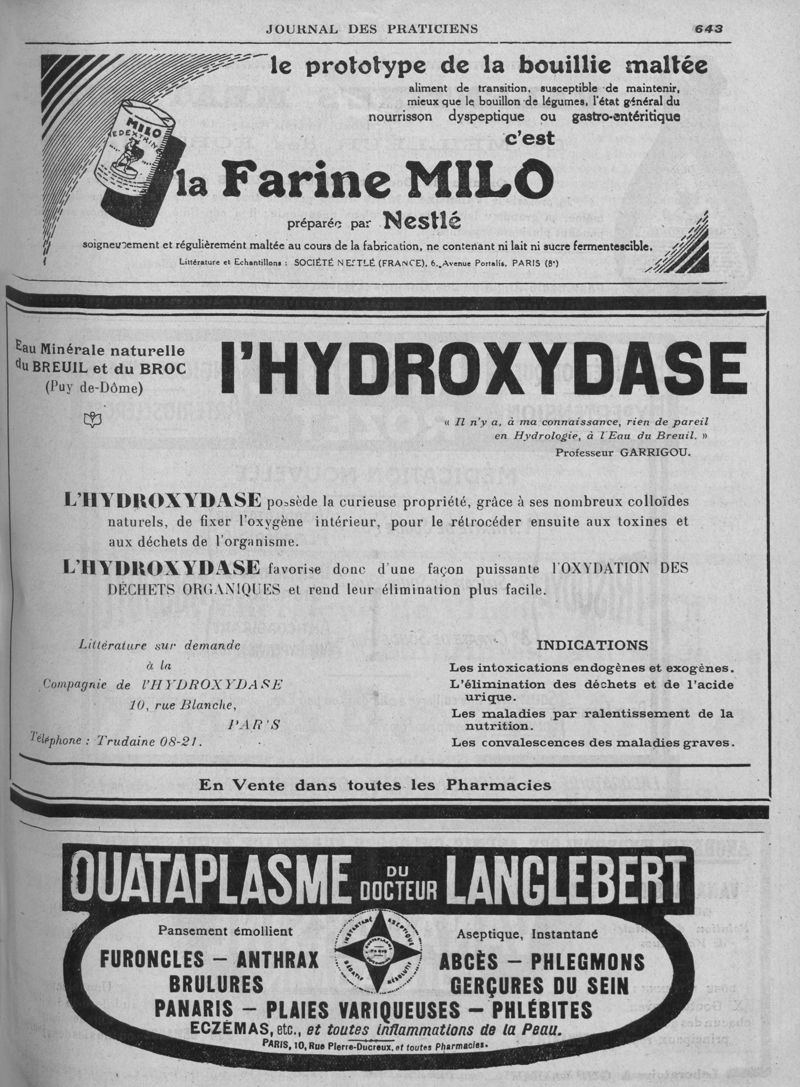 JOURNAL DES PRATICIENS 643
le prototype de la bouillie maltée
aliment de transition, susceptible de maintenir,
mieux que le bouillon de légumes, l'état général du
nourrisson dyspeptique ou gastro-entéritique
c'est
MILO
la Farine MILO
préparée par Nestlé
soigneusement et régulièrement maltée au cours de la fabrication, ne contenant ni lait ni sucre fermentescible.
Littérature et Echantillons : SOCIÉTÉ NESTLÉ (FRANCE), 6, Avenue Portalis, PARIS (8e)
Eau Minérale naturelle
du BREUIL et du BROC
(Puy de-Dôme)
l'HYDROXYDASE
« Il n'y a, à ma connaissance, rien de pareil
en Hydrologie, à l'Eau du Breuil. »
Professeur GARRIGOU.
L'HYDROXYDASE possède la curieuse propriété, grâce à ses nombreux colloïdes
naturels, de fixer l'oxygène intérieur, pour le rétrocéder ensuite aux toxines et
aux déchets de l'organisme.
L'HYDROXYDASE favorise donc d'une façon puissante l'OXYDATION DES
DÉCHETS ORGANIQUES et rend leur élimination plus facile.
Littérature sur demande
à la
Compagnie de l'HYDROXYDASE
10, rue Blanche,
PARIS
Téléphone : Trudaine 08-21.
INDICATIONS
Les intoxications endogènes et exogènes.
L'élimination des déchets et de l'acide
urique.
Les maladies par ralentissement de la
nutrition.
Les convalescences des maladies graves.
En Vente dans toutes les Pharmacies
OUATAPLASME DU DOCTEUR LANGLEBERT
Pansement émollient
Aseptique, Instantané
FURONCLES – ANTHRAX
ABCÈS – PHLEGMONS
BRULURES
GERÇURES DU SEIN
PANARIS – PLAIES VARIQUEUSES – PHLÉBITES
ECZÉMAS, etc., et toutes inflammations de la Peau.
PARIS, 10, Rue Pierre-Ducreux, et toutes Pharmacies.